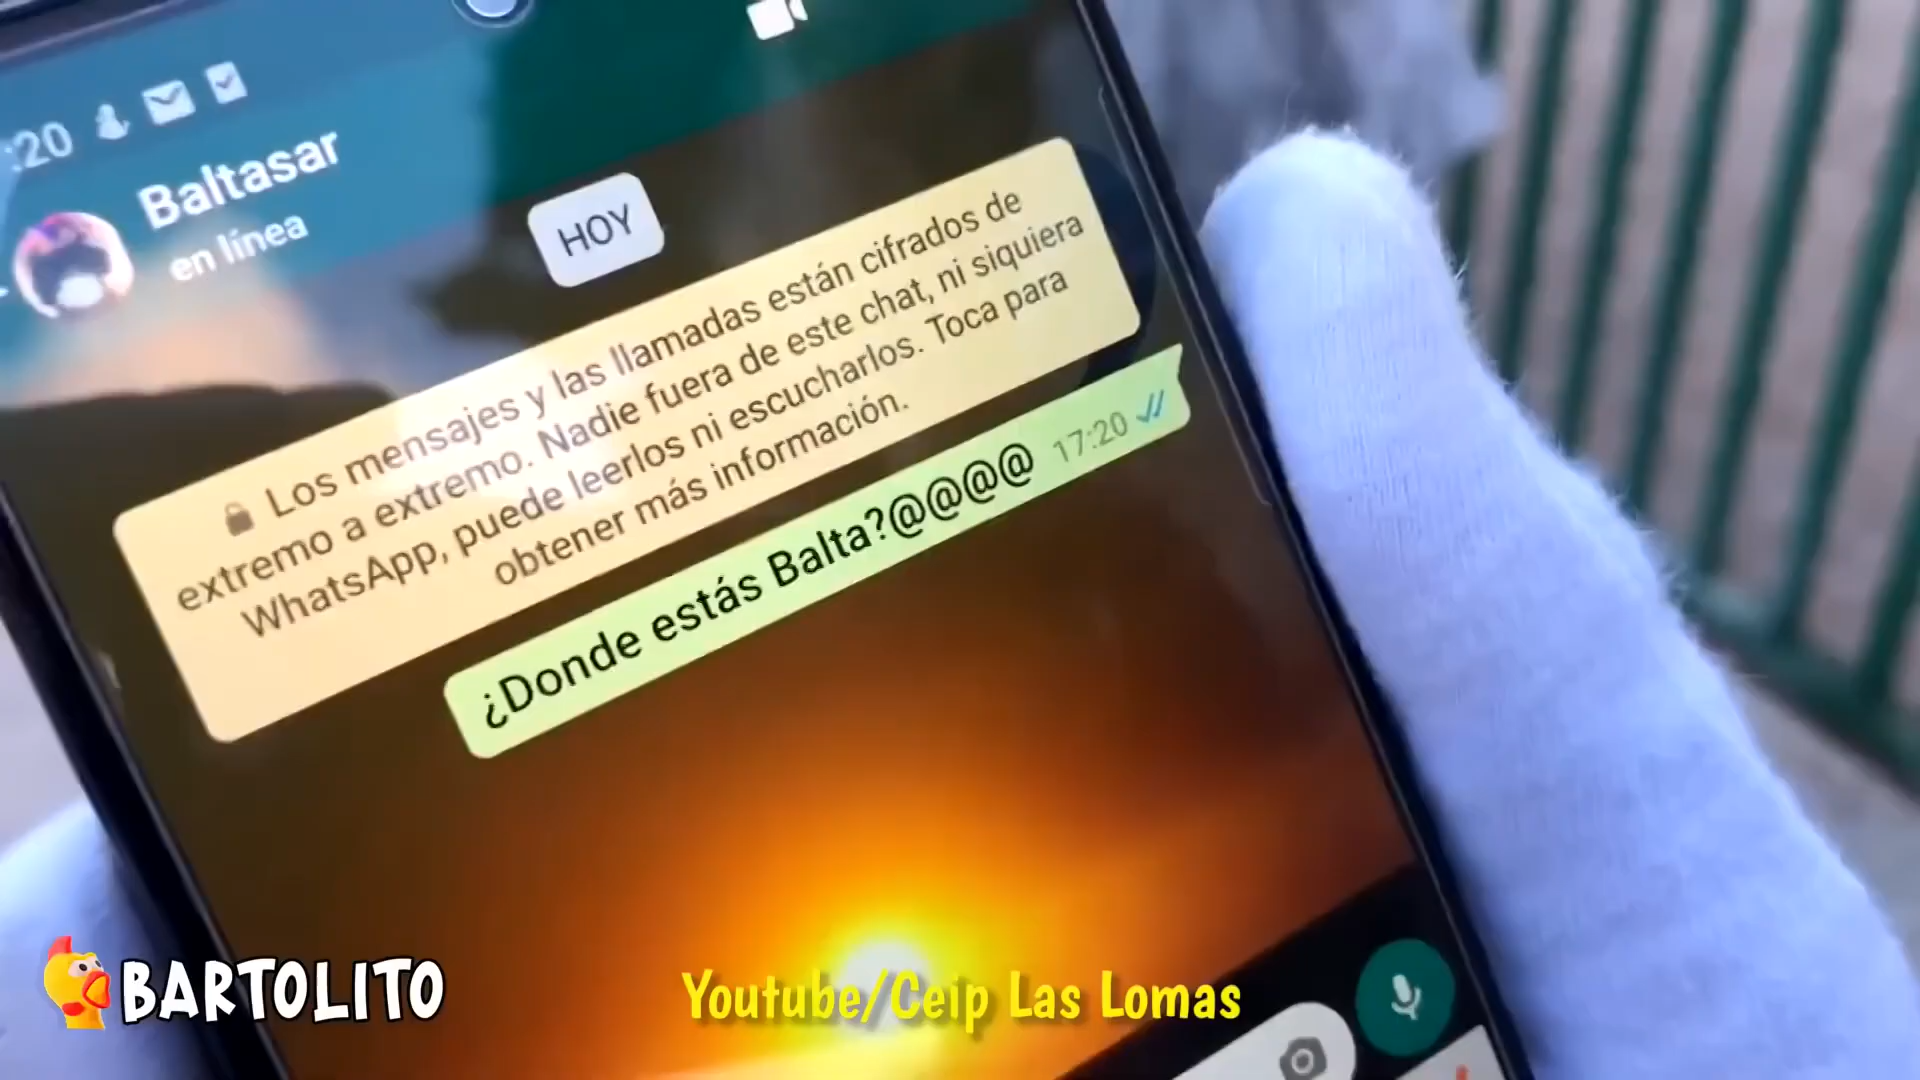 :20
Baltasar
en línea
HOY
Los mensajes y las llamadas están cifrados de
extremo a extremo. Nadie fuera de este chat, ni siquiera
WhatsApp, puede leerlos ni escucharlos. Toca para
obtener más información.
¿Donde estás Balta?@@@@ 17:20
BARTOLITO
Youtube/Ceip Las Lomas